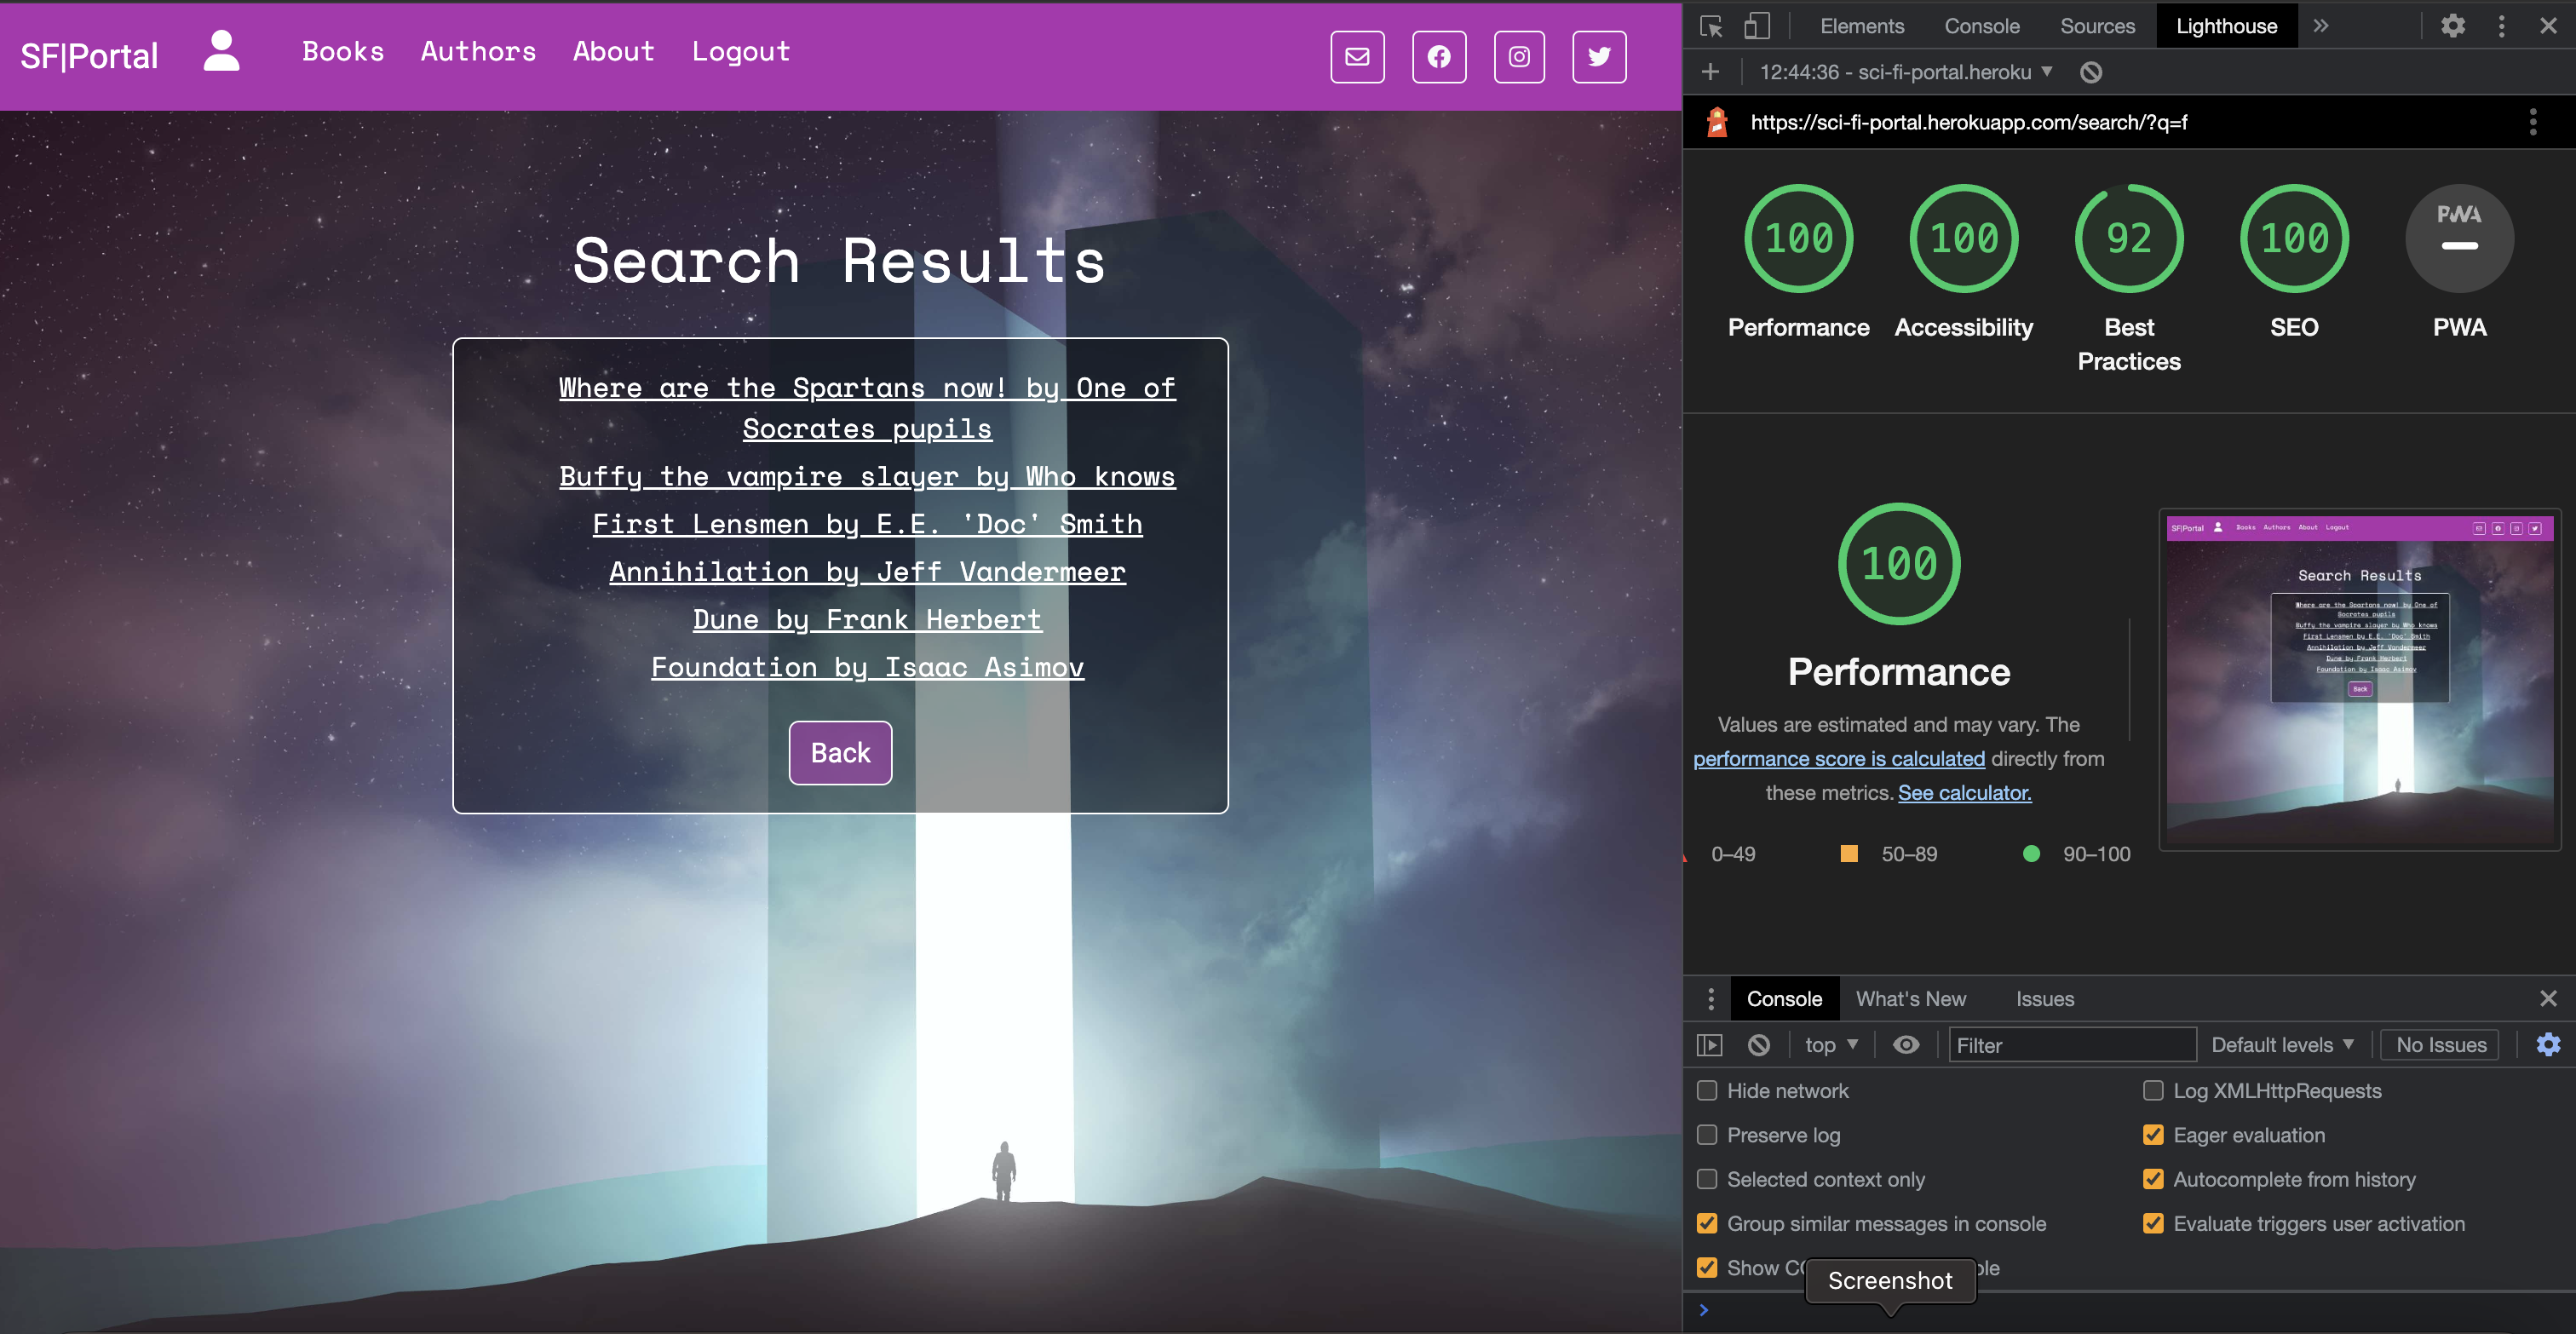 SF|Portal
Books Authors About Logout
Search Results
Where are the Spartans now! by One of
Socrates pupils
Buffy the vampire slayer by Who knows
First Lensmen by E.E. 'Doc' Smith
Annihilation by Jeff Vandermeer
Dune by Frank Herbert
Foundation by Isaac Asimov
Back
Elements Console Sources Lighthouse
12:44:36 - sci-fi-portal.heroku
https://sci-fi-portal.herokuapp.com/search/?q=f
100 100 92 100 PWA
Performance Accessibility Best SEO PWA
Practices
100
Performance
Values are estimated and may vary. The
performance score is calculated directly from
these metrics. See calculator.
0–49 50–89 90–100
SF|Portal Books Authors About Logout
Search Results
Where are the Spartans now! by One of
Socrates pupils
Buffy the vampire slayer by Who knows
First Lensmen by E.E. 'Doc' Smith
Annihilation by Jeff Vandermeer
Dune by Frank Herbert
Foundation by Isaac Asimov
Back
Console What's New Issues
top Filter Default levels No Issues
Hide network Log XMLHttpRequests
Preserve log Eager evaluation
Selected context only Autocomplete from history
Group similar messages in console Evaluate triggers user activation
Show
Screenshot